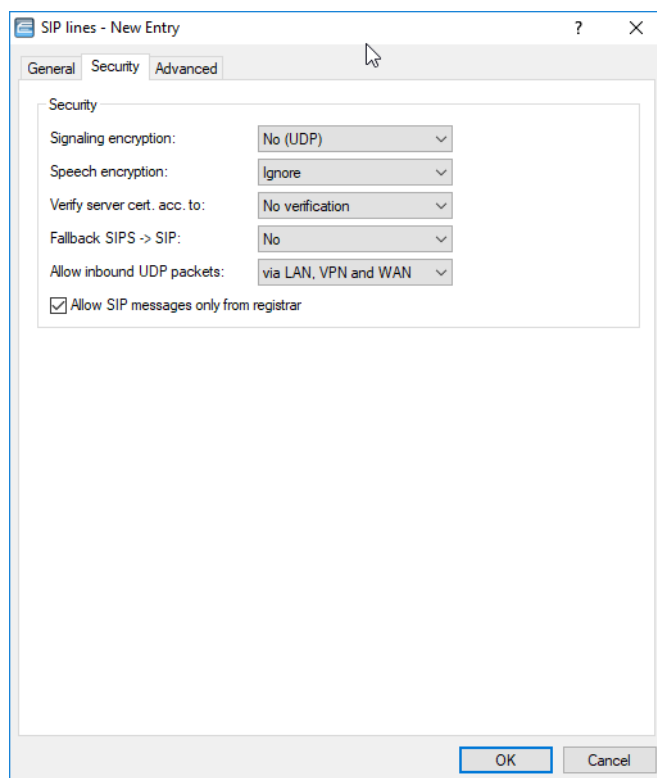 SIP lines - New Entry
General Security Advanced
Security
Signaling encryption: No (UDP)
Speech encryption: Ignore
Verify server cert. acc. to: No verification
Fallback SIPS -> SIP: No
Allow inbound UDP packets: via LAN, VPN and WAN
Allow SIP messages only from registrar
OK Cancel